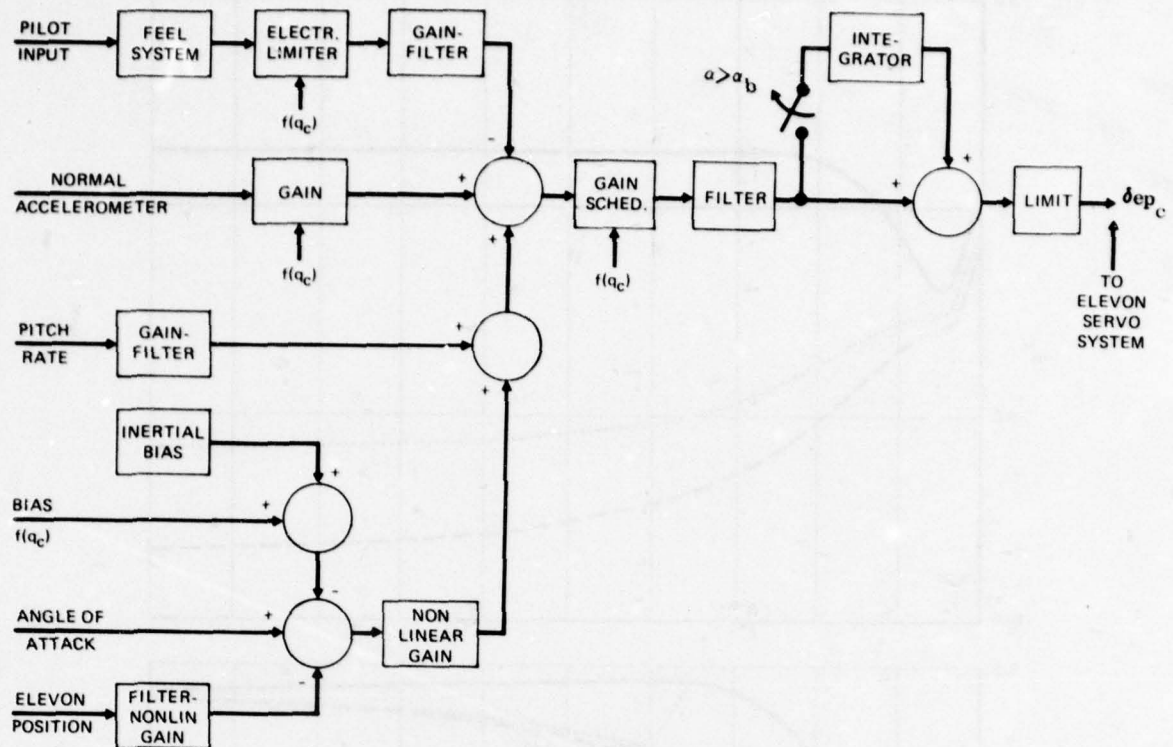 PILOT
INPUT
FEEL
SYSTEM
ELECTR.
LIMITER
f(qc)
GAIN-
FILTER
-
NORMAL
ACCELEROMETER
GAIN
f(qc)
+
+
GAIN
SCHED.
f(qc)
FILTER
α>αb
INTE-
GRATOR
+
+
LIMIT
δepc
TO
ELEVON
SERVO
SYSTEM
PITCH
RATE
GAIN-
FILTER
+
+
INERTIAL
BIAS
+
BIAS
f(qc)
+
ANGLE OF
ATTACK
+
-
-
NON
LINEAR
GAIN
ELEVON
POSITION
FILTER-
NONLIN
GAIN